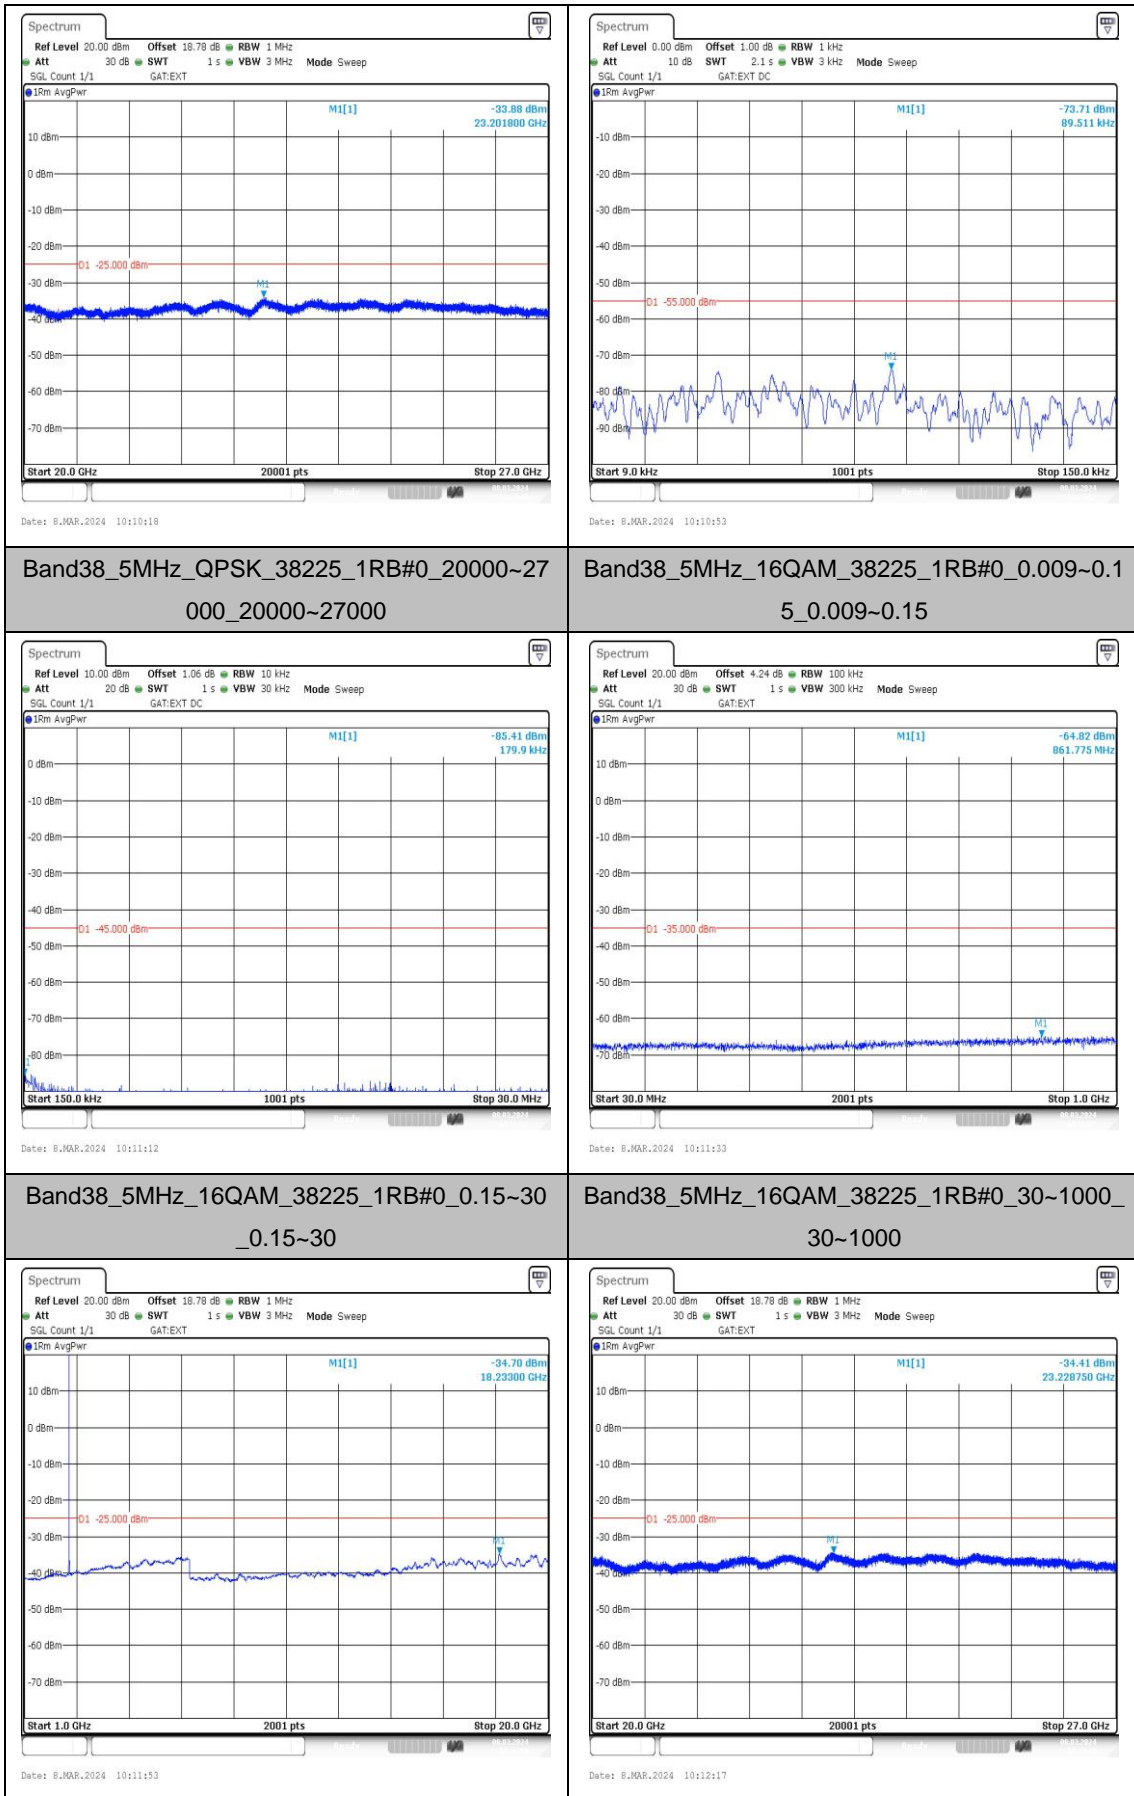 Spectrum
Ref Level 20.00 dBm Offset 18.78 dB RBW 1 MHz
Att 30 dB SWT 1 s VBW 3 MHz Mode Sweep
SGL Count 1/1 GAT:EXT
1Rm AvgPwr
M1[1] -33.88 dBm
23.201800 GHz
10 dBm
0 dBm
-10 dBm
-20 dBm
D1 -25.000 dBm
M1
-30 dBm
-40 dBm
-50 dBm
-60 dBm
-70 dBm
Start 20.0 GHz 20001 pts Stop 27.0 GHz
Date: 8.MAR.2024 10:10:18
Spectrum
Ref Level 0.00 dBm Offset 1.00 dB RBW 1 kHz
Att 10 dB SWT 2.1 s VBW 3 kHz Mode Sweep
SGL Count 1/1 GAT:EXT DC
1Rm AvgPwr
M1[1] -73.71 dBm
89.511 kHz
-10 dBm
-20 dBm
-30 dBm
-40 dBm
-50 dBm
D1 -55.000 dBm
-60 dBm
-70 dBm
M1
-80 dBm
-90 dBm
Start 9.0 kHz 1001 pts Stop 150.0 kHz
Date: 8.MAR.2024 10:10:53
Band38_5MHz_QPSK_38225_1RB#0_20000~27
000_20000~27000
Band38_5MHz_16QAM_38225_1RB#0_0.009~0.1
5_0.009~0.15
Spectrum
Ref Level 10.00 dBm Offset 1.06 dB RBW 10 kHz
Att 20 dB SWT 1 s VBW 30 kHz Mode Sweep
SGL Count 1/1 GAT:EXT DC
1Rm AvgPwr
M1[1] -85.41 dBm
179.9 kHz
0 dBm
-10 dBm
-20 dBm
-30 dBm
-40 dBm
D1 -45.000 dBm
-50 dBm
-60 dBm
-70 dBm
-80 dBm
Start 150.0 kHz 1001 pts Stop 30.0 MHz
Date: 8.MAR.2024 10:11:12
Spectrum
Ref Level 20.00 dBm Offset 4.24 dB RBW 100 kHz
Att 30 dB SWT 1 s VBW 300 kHz Mode Sweep
SGL Count 1/1 GAT:EXT
1Rm AvgPwr
M1[1] -64.82 dBm
861.775 MHz
10 dBm
0 dBm
-10 dBm
-20 dBm
-30 dBm
D1 -35.000 dBm
-40 dBm
-50 dBm
-60 dBm
M1
-70 dBm
Start 30.0 MHz 2001 pts Stop 1.0 GHz
Date: 8.MAR.2024 10:11:33
Band38_5MHz_16QAM_38225_1RB#0_0.15~30
_0.15~30
Band38_5MHz_16QAM_38225_1RB#0_30~1000_
30~1000
Spectrum
Ref Level 20.00 dBm Offset 18.78 dB RBW 1 MHz
Att 30 dB SWT 1 s VBW 3 MHz Mode Sweep
SGL Count 1/1 GAT:EXT
1Rm AvgPwr
M1[1] -34.70 dBm
18.23300 GHz
10 dBm
0 dBm
-10 dBm
-20 dBm
D1 -25.000 dBm
-30 dBm
M1
-40 dBm
-50 dBm
-60 dBm
-70 dBm
Start 1.0 GHz 2001 pts Stop 20.0 GHz
Date: 8.MAR.2024 10:11:53
Spectrum
Ref Level 20.00 dBm Offset 18.78 dB RBW 1 MHz
Att 30 dB SWT 1 s VBW 3 MHz Mode Sweep
SGL Count 1/1 GAT:EXT
1Rm AvgPwr
M1[1] -34.41 dBm
23.228750 GHz
10 dBm
0 dBm
-10 dBm
-20 dBm
D1 -25.000 dBm
-30 dBm
M1
-40 dBm
-50 dBm
-60 dBm
-70 dBm
Start 20.0 GHz 20001 pts Stop 27.0 GHz
Date: 8.MAR.2024 10:12:17